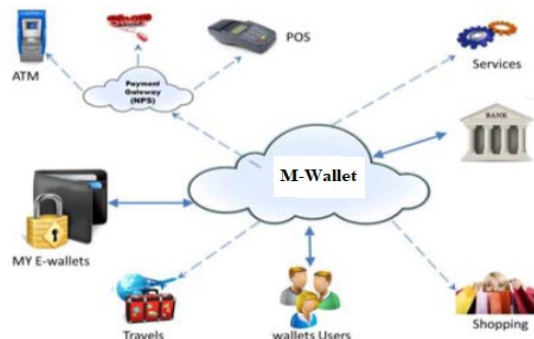 POS
ATM
Payment
Gateway
(NPS)
Services
BANK
M-Wallet
MY E-wallets
Travels
wallets Users
Shopping